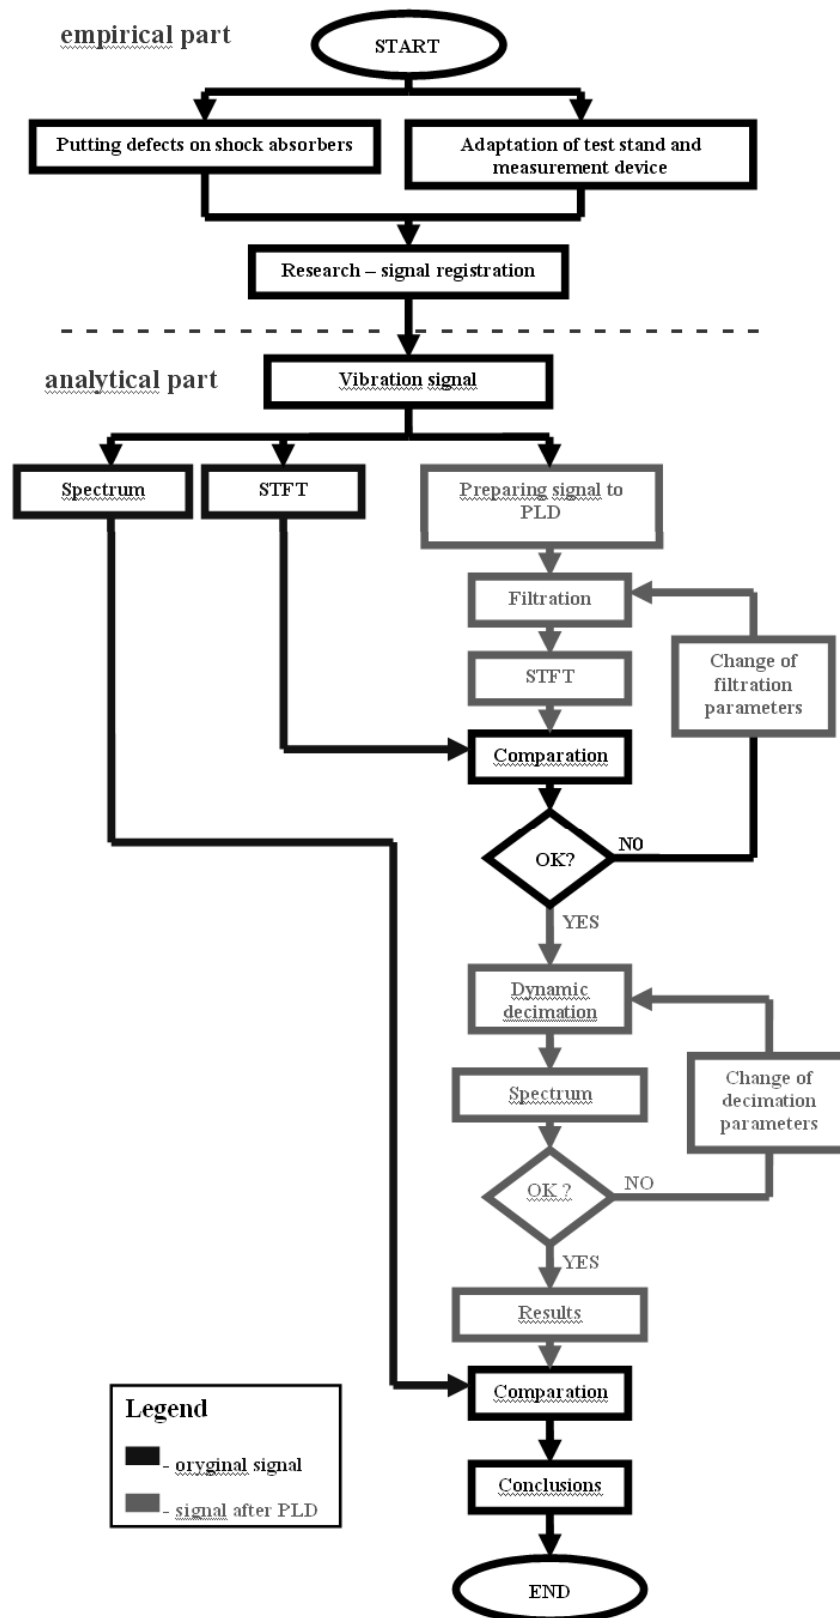 empirical part
START
Putting defects on shock absorbers
Adaptation of test stand and
measurement device
Research – signal registration
analytical part
Vibration signal
Spectrum
STFT
Preparing signal to
PLD
Filtration
STFT
Change of
filtration
parameters
Comparation
OK?
NO
YES
Dynamic
decimation
Spectrum
Change of
decimation
parameters
OK ?
NO
YES
Results
Comparation
Legend
- oryginal signal
- signal after PLD
Conclusions
END